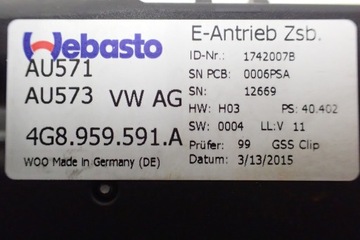 Webasto
AU571
AU573 VW AG
4G8.959.591.A
WOO Made in Germany (DE)
E-Antrieb Zsb.
ID-Nr.: 1742007B
SN PCB: 0006PSA
SN: 12669
HW: H03 PS: 40.402
SW: 0004 LL:V 11
Prüfer: 99 GSS Clip
Datum: 3/13/2015